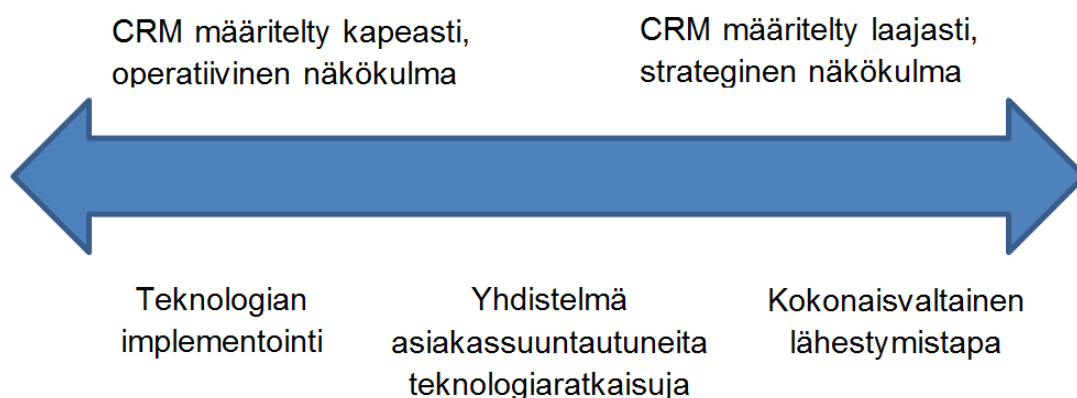 CRM määritelty kapeasti,
operatiivinen näkökulma
CRM määritelty laajasti,
strateginen näkökulma
Teknologian
implementointi
Yhdistelmä
asiakassuuntautuneita
teknologiaratkaisuja
Kokonaisvaltainen
lähestymistapa